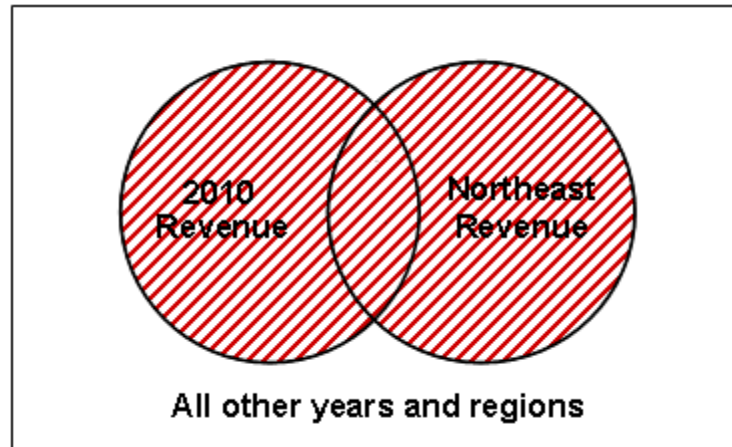 2010
Revenue
Northeast
Revenue
All other years and regions